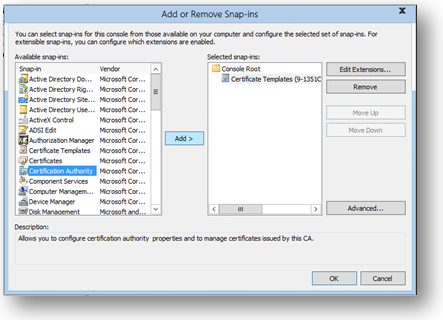 Add or Remove Snap-ins
X
You can select snap-ins for this console from those available on your computer and configure the selected set of snap-ins. For
extensible snap-ins, you can configure which extensions are enabled.
Available snap-ins:
Snap-in Vendor
Active Directory Do... Microsoft Cor...
Active Directory Rig... Microsoft Cor...
Active Directory Site... Microsoft Cor...
Active Directory Use... Microsoft Cor...
ActiveX Control Microsoft Cor...
ADSI Edit Microsoft Cor...
Authorization Manager Microsoft Cor...
Certificate Templates Microsoft Cor...
Certificates Microsoft Cor...
Certification Authority Microsoft Cor...
Component Services Microsoft Cor...
Computer Managem... Microsoft Cor...
Device Manager Microsoft Cor...
Disk Management Microsoft and...
Add >
Selected snap-ins:
Console Root
Certificate Templates (9-1351C
Edit Extensions...
Remove
Move Up
Move Down
Advanced...
Description:
Allows you to configure certification authority properties and to manage certificates issued by this CA.
OK
Cancel